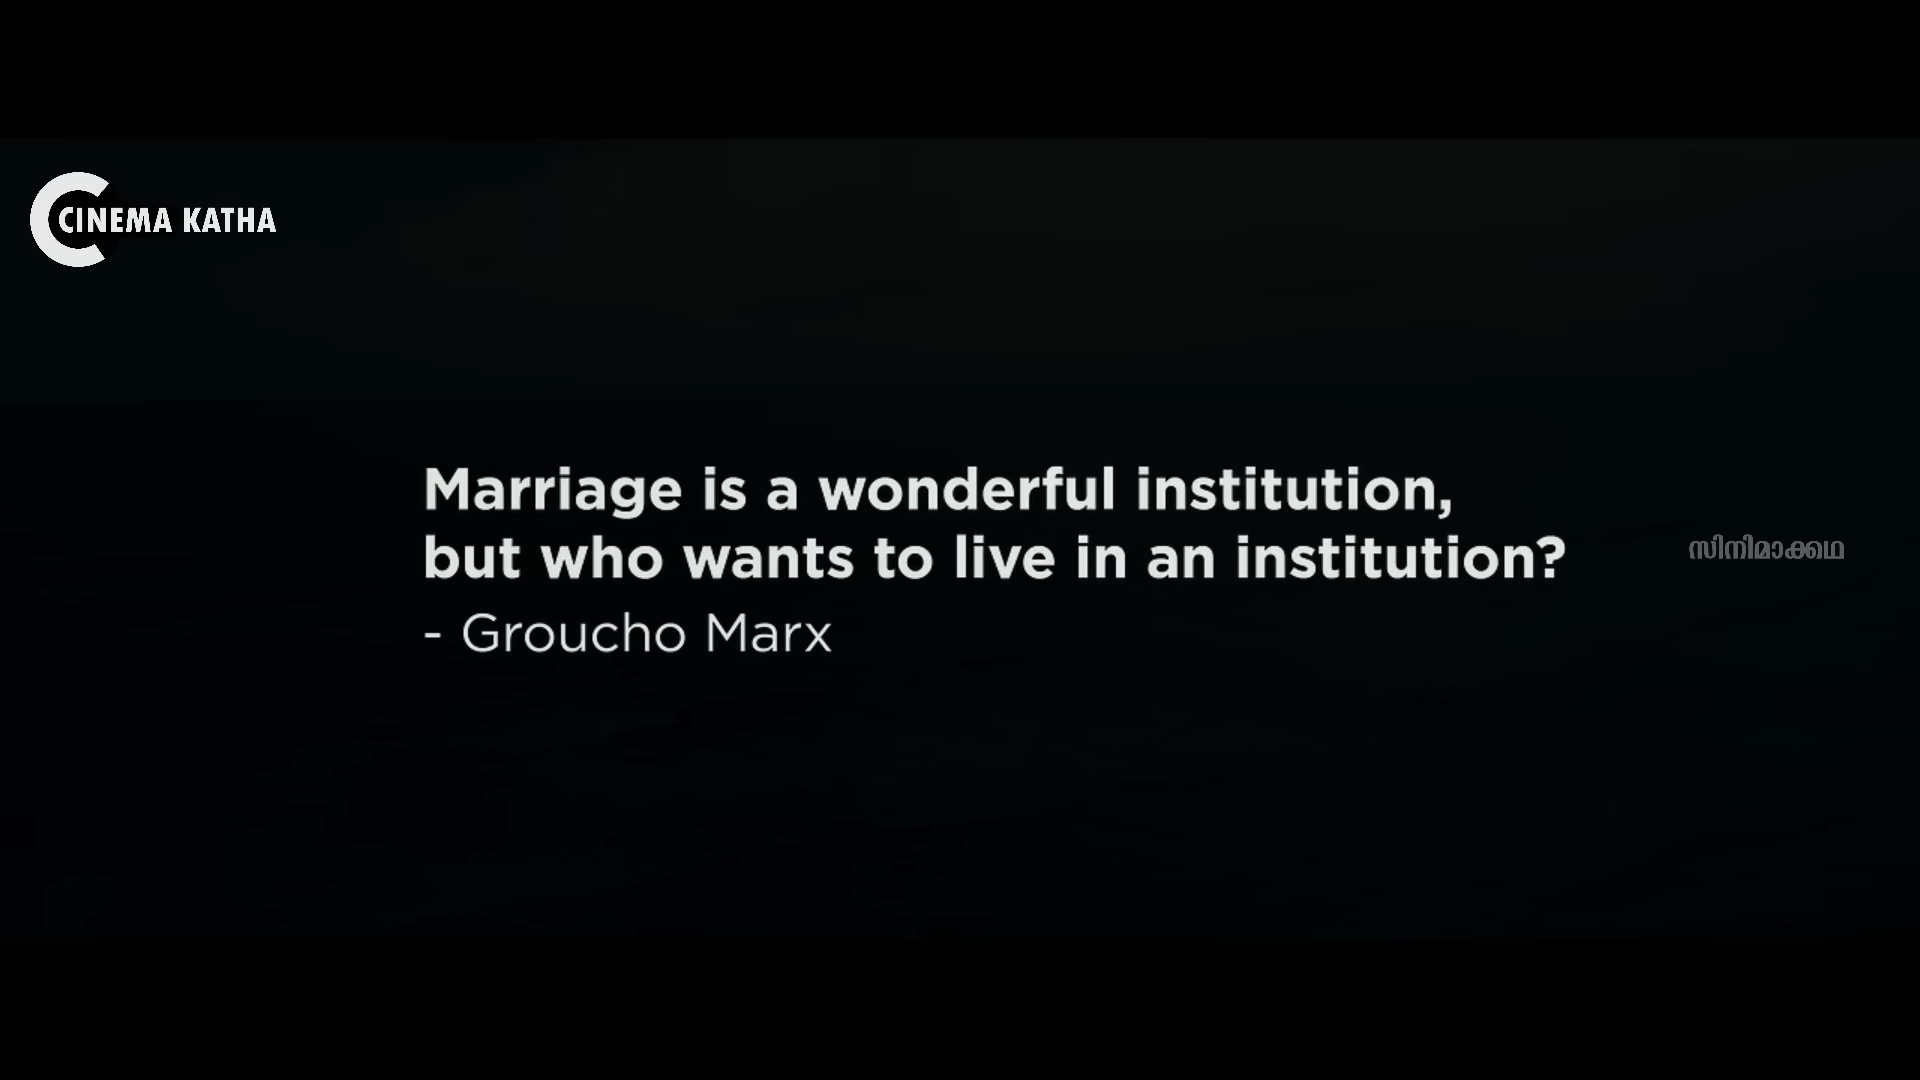 CINEMA KATHA
Marriage is a wonderful institution,
but who wants to live in an institution?
- Groucho Marx
സിനിമാക്കഥ